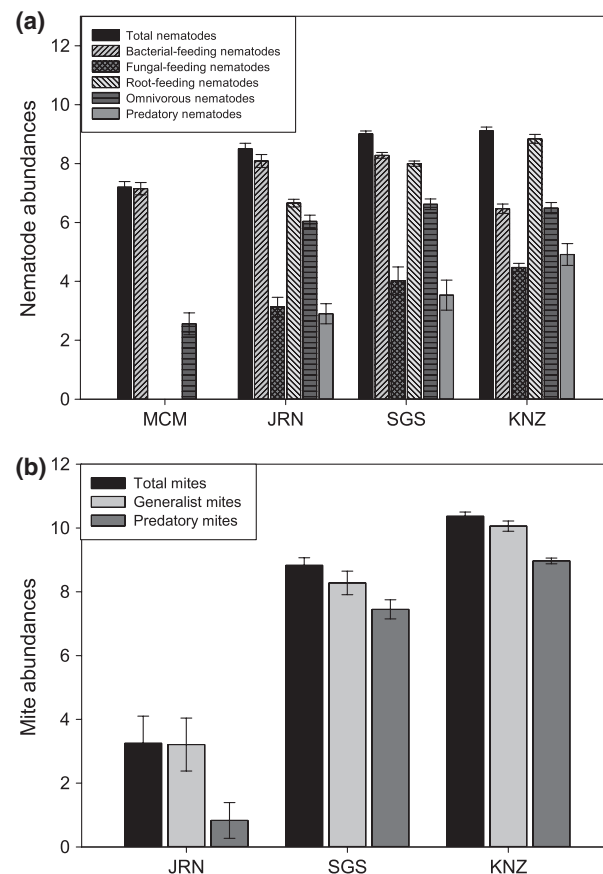 (a)
Total nematodes
Bacterial-feeding nematodes
Fungal-feeding nematodes
Root-feeding nematodes
Omnivorous nematodes
Predatory nematodes
Nematode abundances
12
10
8
6
4
2
0
MCM JRN SGS KNZ
(b)
Total mites
Generalist mites
Predatory mites
Mite abundances
12
10
8
6
4
2
0
JRN SGS KNZ